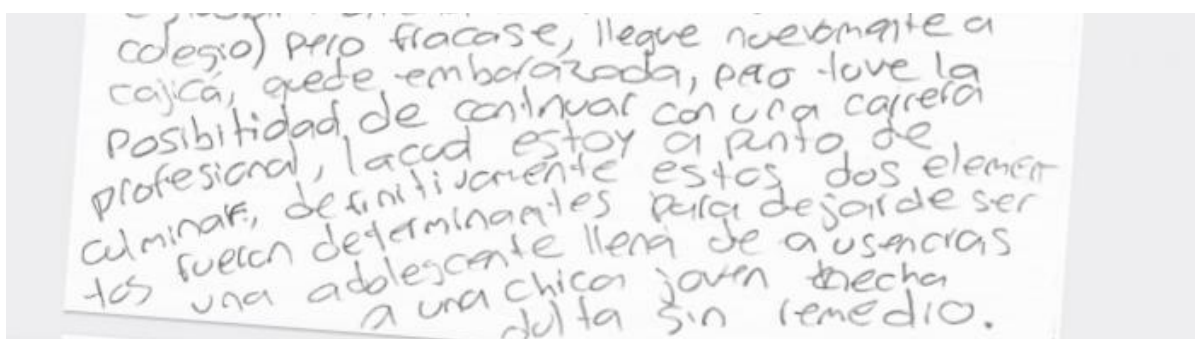 colegio) pero fracase, llegue nuevamente a
cajicá, quede embarazada, pero tuve la
posibilidad de continuar con una carrera
profesional, lacual estoy a punto de
culminar, definitivamente estos dos elemen
tos fueron determinantes para dejar de ser
una adolescente llena de ausencias
a una chica joven hecha
dulta sin remedio.